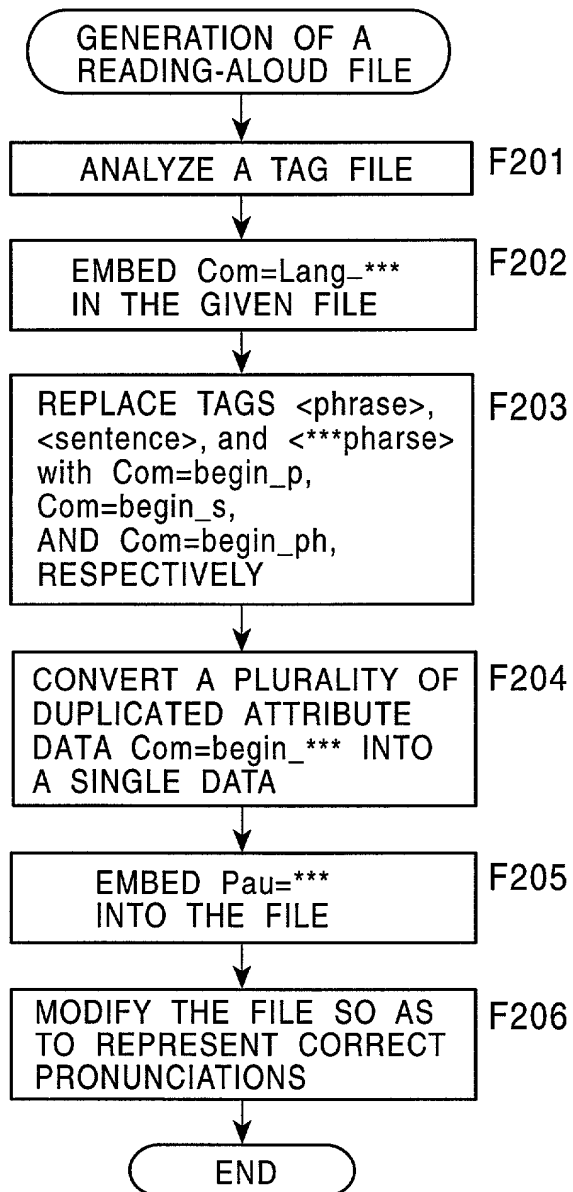 GENERATION OF A
READING-ALOUD FILE
ANALYZE A TAG FILE
F201
EMBED Com=Lang_***
IN THE GIVEN FILE
F202
REPLACE TAGS <phrase>,
<sentence>, and <***pharse>
with Com=begin_p,
Com=begin_s,
AND Com=begin_ph,
RESPECTIVELY
F203
CONVERT A PLURALITY OF
DUPLICATED ATTRIBUTE
DATA Com=begin_*** INTO
A SINGLE DATA
F204
EMBED Pau=***
INTO THE FILE
F205
MODIFY THE FILE SO AS
TO REPRESENT CORRECT
PRONUNCIATIONS
F206
END